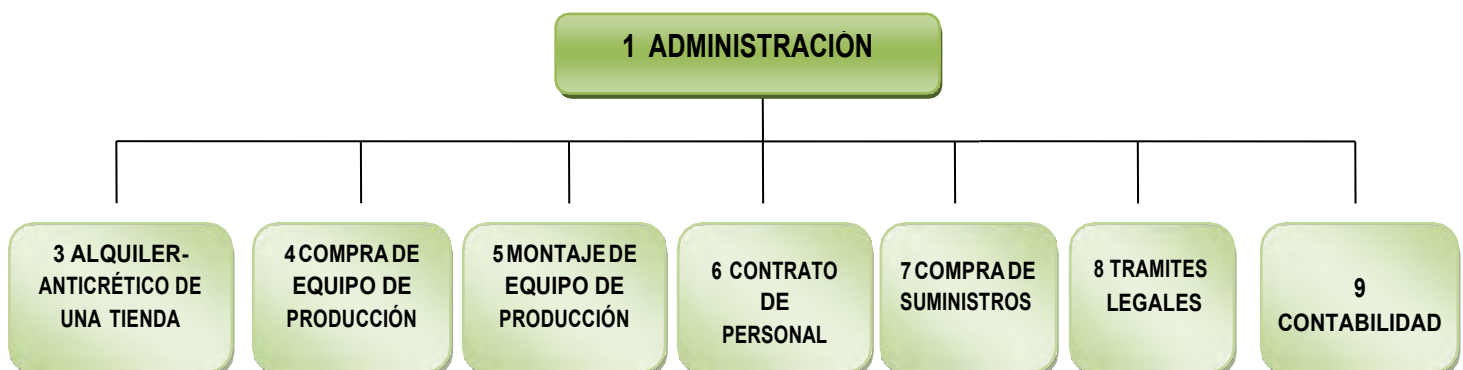 1 ADMINISTRACIÓN
3 ALQUILER-
ANTICRÉTICO DE
UNA TIENDA
4 COMPRA DE
EQUIPO DE
PRODUCCIÓN
5 MONTAJE DE
EQUIPO DE
PRODUCCIÓN
6 CONTRATO
DE
PERSONAL
7 COMPRA DE
SUMINISTROS
8 TRAMITES
LEGALES
9
CONTABILIDAD